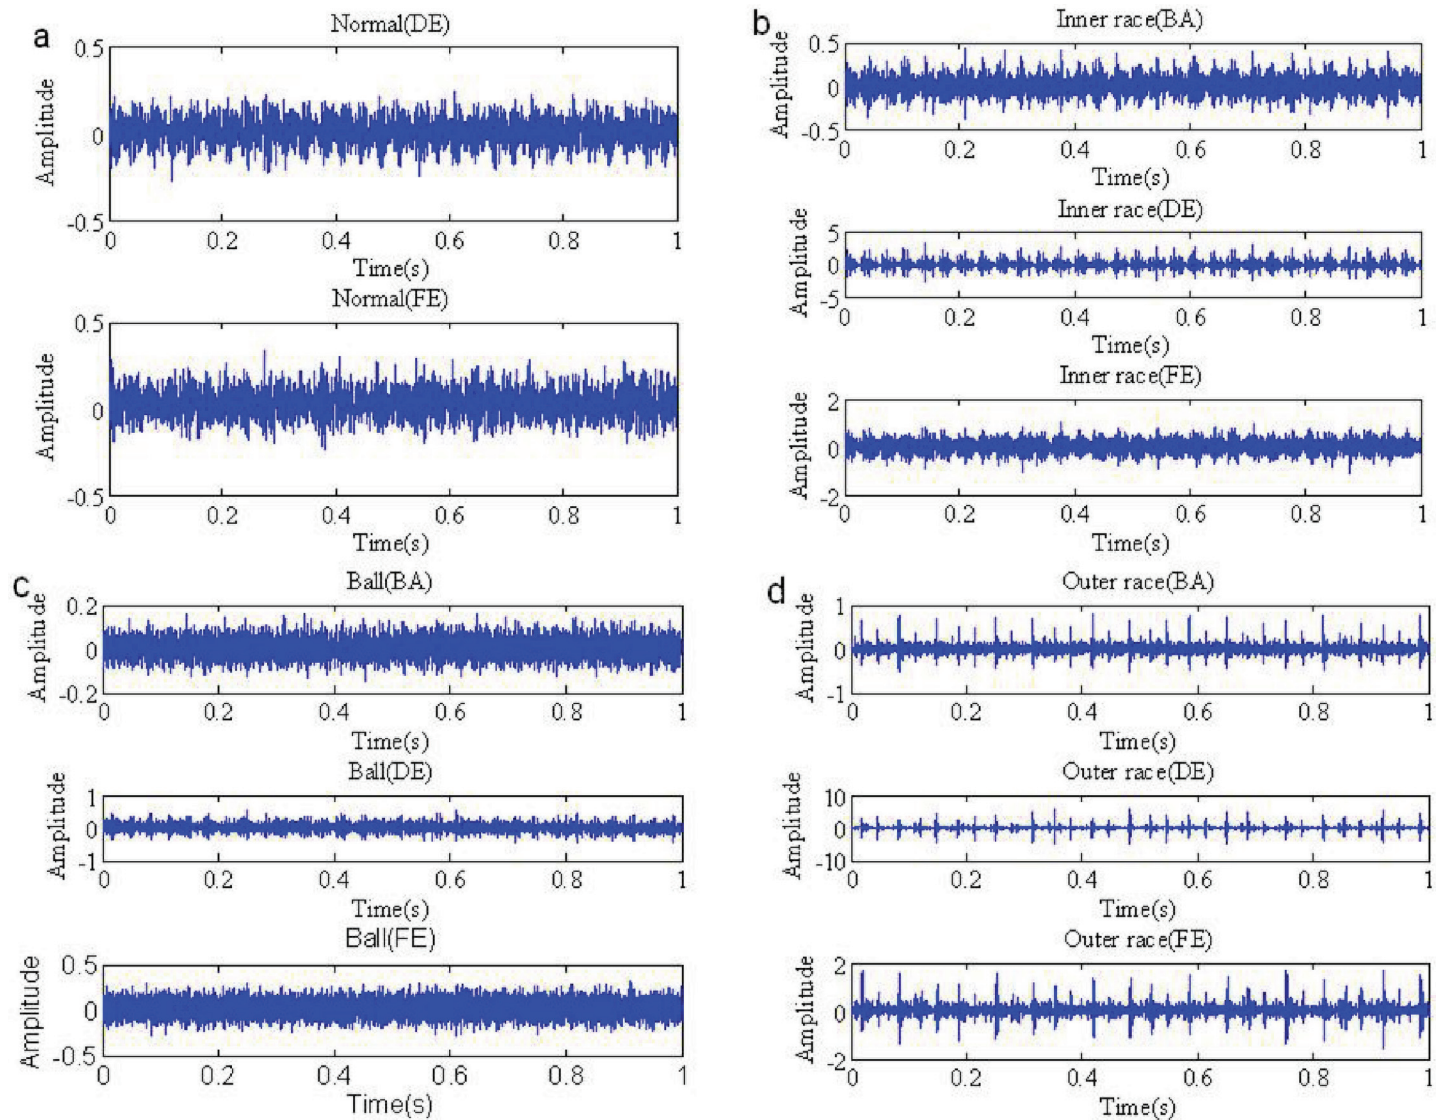 a
Normal(DE)
0.5
0
-0.5
Amplitude
0 0.2 0.4 0.6 0.8 1
Time(s)
Normal(FE)
0.5
0
-0.5
Amplitude
0 0.2 0.4 0.6 0.8 1
Time(s)
b
Inner race(BA)
0.5
0
-0.5
Amplitude
0 0.2 0.4 0.6 0.8 1
Time(s)
Inner race(DE)
5
0
-5
Amplitude
0 0.2 0.4 0.6 0.8 1
Time(s)
Inner race(FE)
2
0
-2
Amplitude
0 0.2 0.4 0.6 0.8 1
Time(s)
c
Ball(BA)
0.2
0
-0.2
Amplitude
0 0.2 0.4 0.6 0.8 1
Time(s)
Ball(DE)
1
0
-1
Amplitude
0 0.2 0.4 0.6 0.8 1
Time(s)
Ball(FE)
0.5
0
-0.5
Amplitude
0 0.2 0.4 0.6 0.8 1
Time(s)
d
Outer race(BA)
1
0
-1
Amplitude
0 0.2 0.4 0.6 0.8 1
Time(s)
Outer race(DE)
10
0
-10
Amplitude
0 0.2 0.4 0.6 0.8 1
Time(s)
Outer race(FE)
2
0
-2
Amplitude
0 0.2 0.4 0.6 0.8 1
Time(s)